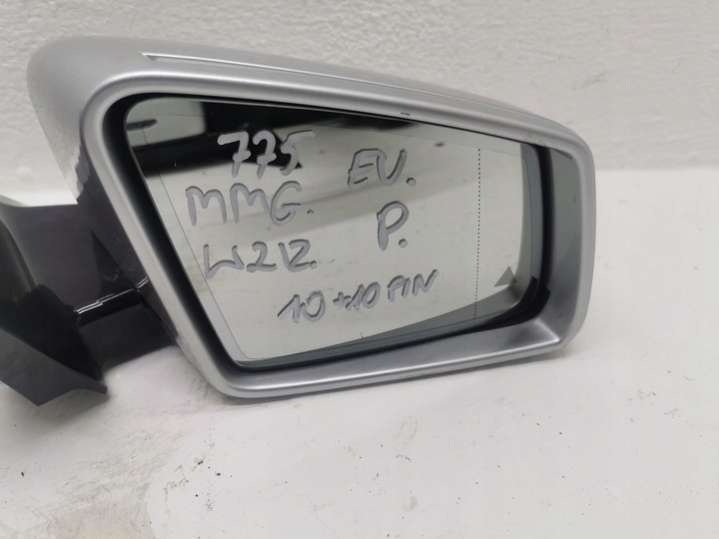 775 EU.
MMG. P.
W212
10+10 PIN